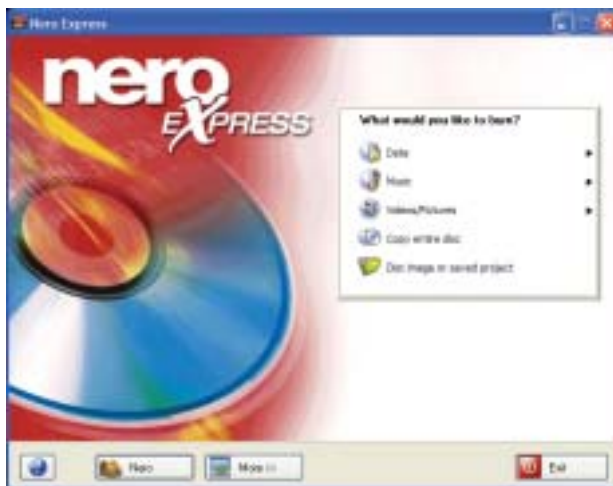 Nero Express
nero
EXPRESS
What would you like to burn?
Data
Music
Videos/Pictures
Copy entire disc
Disc image or saved project
Nero
More >>
Exit